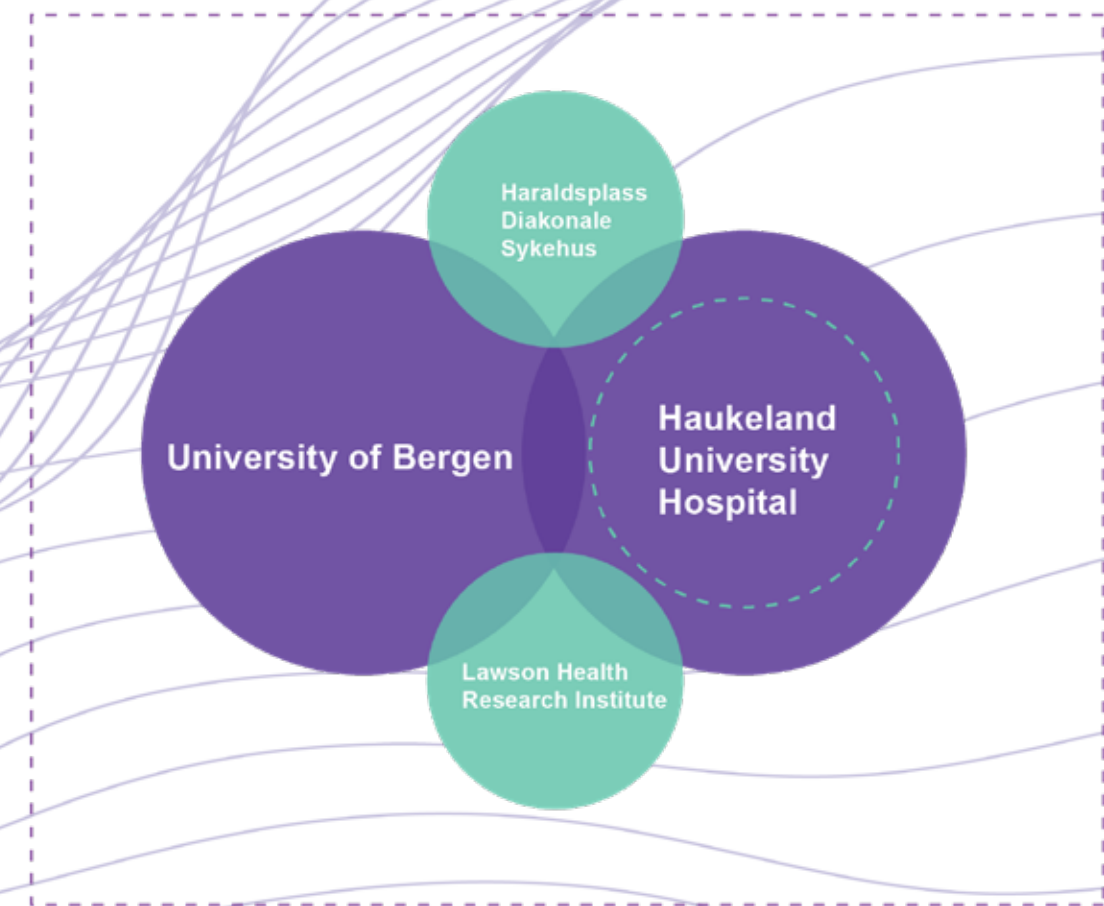 Haraldsplass
Diakonale
Sykehus
University of Bergen
Haukeland
University
Hospital
Lawson Health
Research Institute